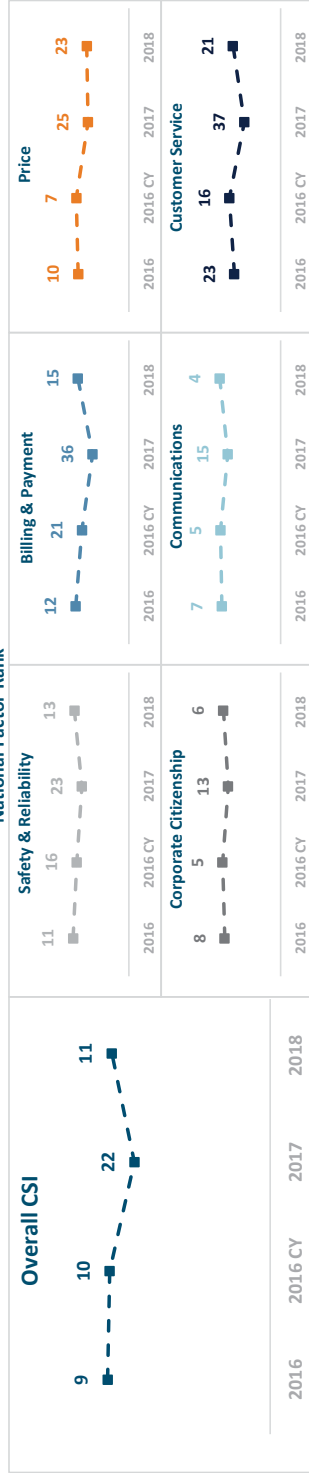 National Factor Rank
Overall CSI
9 10 22 11
2016 2016 CY 2017 2018
Safety & Reliability
11 16 23 13
2016 2016 CY 2017 2018
Billing & Payment
12 21 36 15
2016 2016 CY 2017 2018
Price
10 7 25 23
2016 2016 CY 2017 2018
Corporate Citizenship
8 5 13 6
2016 2016 CY 2017 2018
Communications
7 5 15 4
2016 2016 CY 2017 2018
Customer Service
23 16 37 21
2016 2016 CY 2017 2018